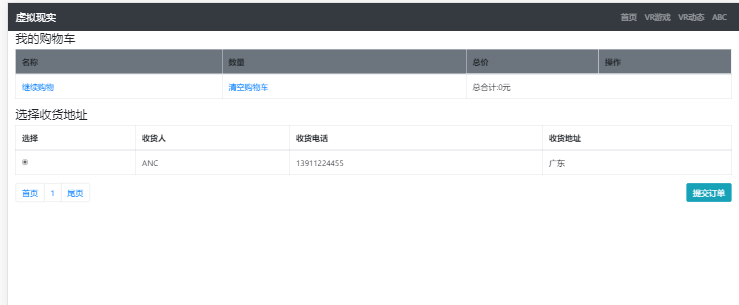 虚拟现实 首页 VR游戏 VR动态 ABC
我的购物车
名称 数量 总价 操作
继续购物 清空购物车 总合计:0元
选择收货地址
选择 收货人 收货电话 收货地址
ANC 13911224455 广东
首页 1 尾页 提交订单